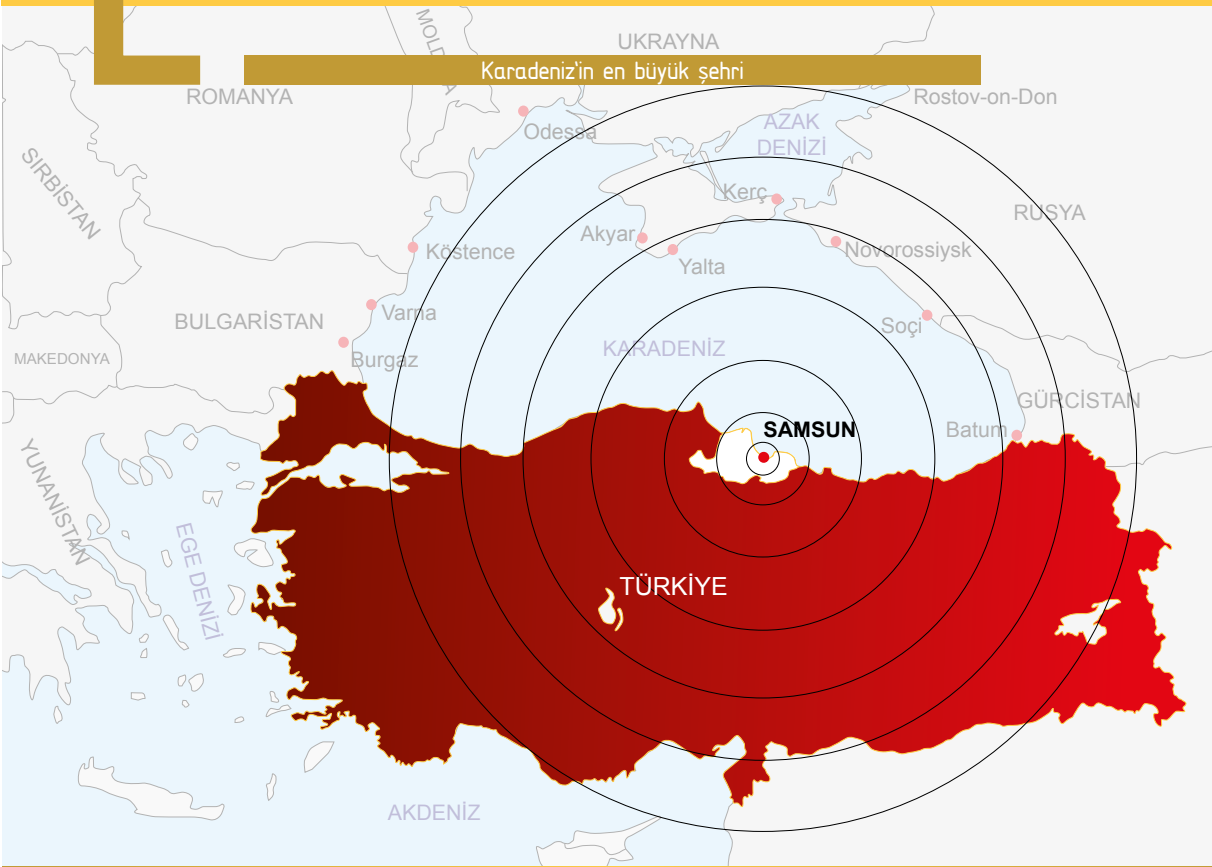 MOLDOVA
UKRAYNA
Karadeniz'in en büyük şehri
ROMANYA
Rostov-on-Don
Odessa
AZAK
DENİZİ
SIRBİSTAN
Kerç
RUSYA
Akyar
Novorossiysk
Köstence
Yalta
Varna
BULGARİSTAN
Soçi
KARADENİZ
MAKEDONYA
Burgaz
GÜRCİSTAN
SAMSUN
Batum
YUNANİSTAN
EGE DENİZİ
TÜRKİYE
AKDENİZ